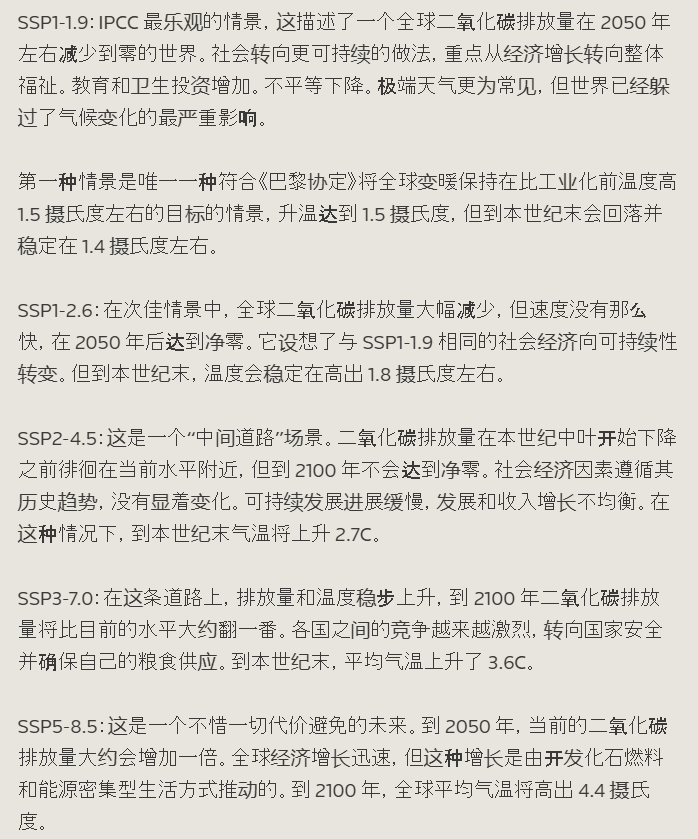 SSP1-1.9: IPCC 最乐观的情景, 这描述了一个全球二氧化碳排放量在 2050 年
左右减少到零的世界。社会转向更可持续的做法, 重点从经济增长转向整体
福祉。教育和卫生投资增加。不平等下降。极端天气更为常见, 但世界已经躲
过了气候变化的最严重影响。
第一种情景是唯一一种符合《巴黎协定》将全球变暖保持在比工业化前温度高
1.5 摄氏度左右的目标的情景, 升温达到 1.5 摄氏度, 但到本世纪末会回落并
稳定在 1.4 摄氏度左右。
SSP1-2.6: 在次佳情景中, 全球二氧化碳排放量大幅减少, 但速度没有那么
快, 在 2050 年后达到净零。它设想了与 SSP1-1.9 相同的社会经济向可持续性
转变。但到本世纪末, 温度会稳定在高出 1.8 摄氏度左右。
SSP2-4.5: 这是一个“中间道路”场景。二氧化碳排放量在本世纪中叶开始下降
之前徘徊在当前水平附近, 但到 2100 年不会达到净零。社会经济因素遵循其
历史趋势, 没有显着变化。可持续发展进展缓慢, 发展和收入增长不均衡。在
这种情况下, 到本世纪末气温将上升 2.7C。
SSP3-7.0: 在这条道路上, 排放量和温度稳步上升, 到 2100 年二氧化碳排放
量将比目前的水平大约翻一番。各国之间的竞争越来越激烈, 转向国家安全
并确保自己的粮食供应。到本世纪末, 平均气温上升了 3.6C。
SSP5-8.5: 这是一个不惜一切代价避免的未来。到 2050 年, 当前的二氧化碳
排放量大约会增加一倍。全球经济增长迅速, 但这种增长是由开发化石燃料
和能源密集型生活方式推动的。到 2100 年, 全球平均气温将高出 4.4 摄氏
度。